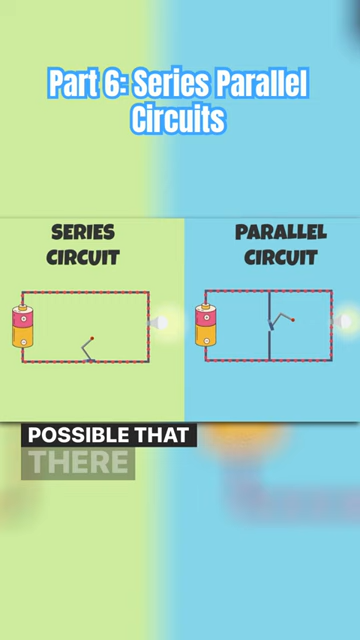 Part 6: Series Parallel
Circuits
SERIES
CIRCUIT
PARALLEL
CIRCUIT
POSSIBLE THAT
THERE